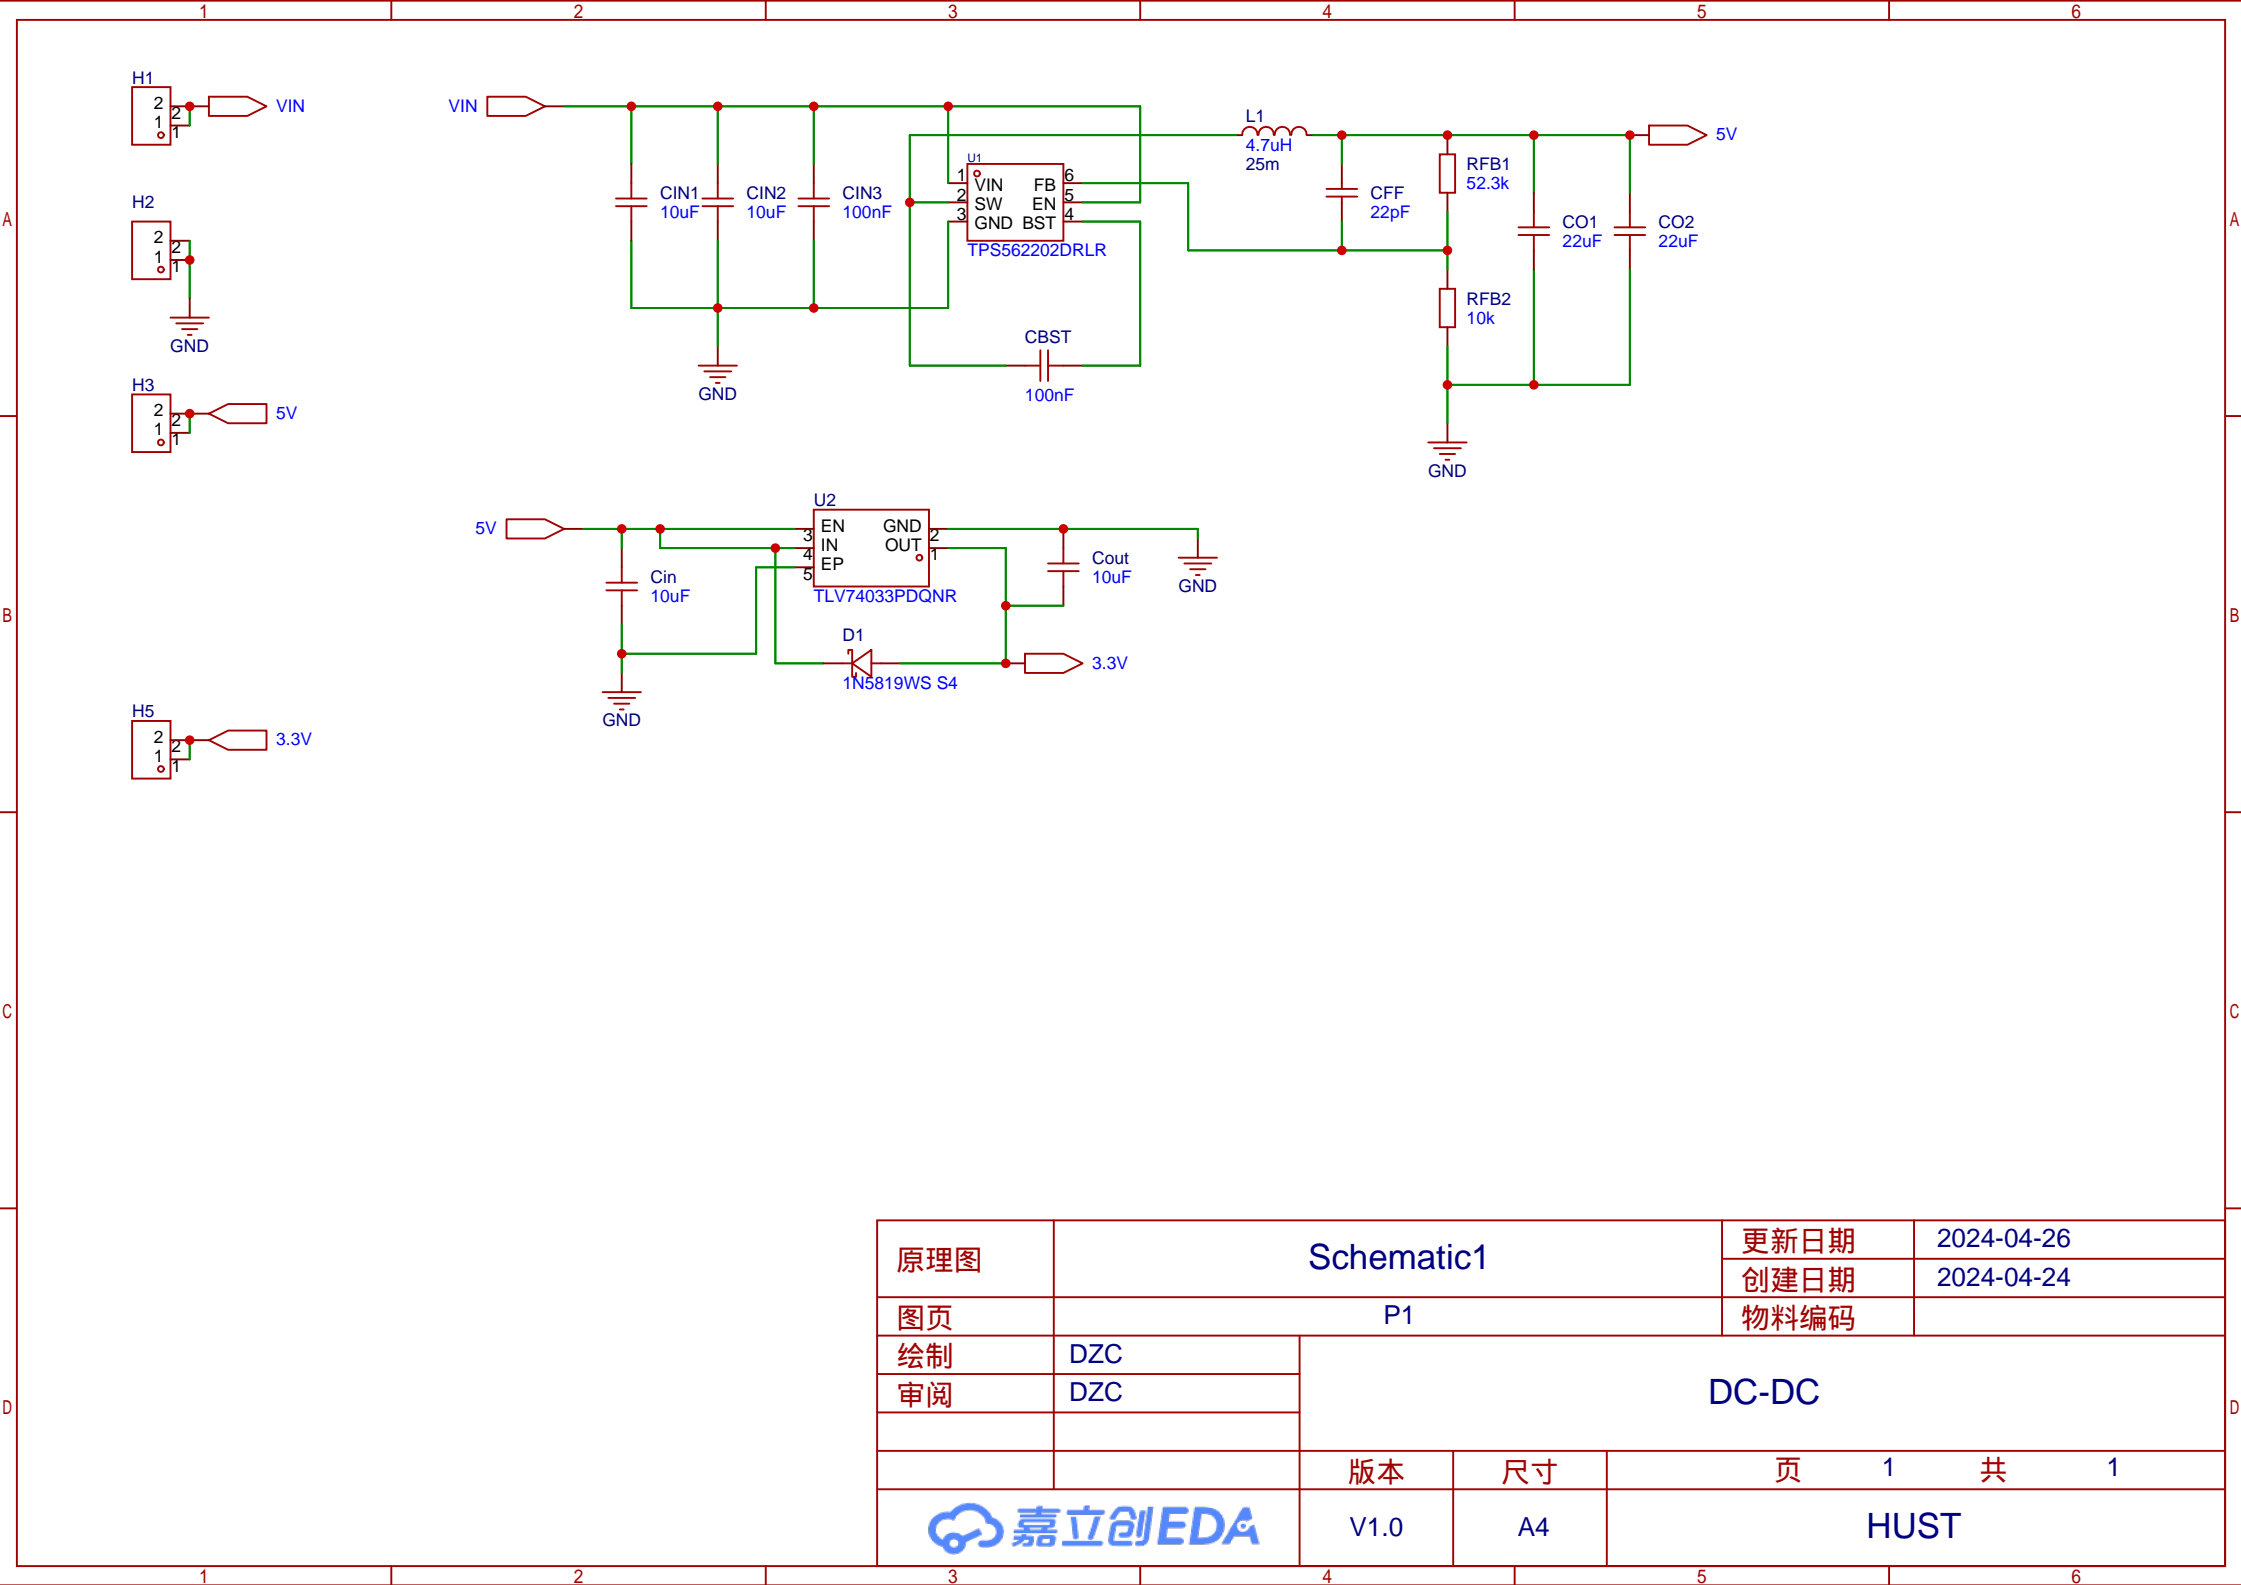 1 2 3 4 5 6
A
A
B
B
C
C
D
D
H1
2
1
2
1
VIN
H2
2
1
2
1
GND
H3
2
1
2
1
5V
H5
2
1
2
1
3.3V
VIN
CIN1
10uF
CIN2
10uF
CIN3
100nF
GND
U1
1 VIN FB 6
2 SW EN 5
3 GND BST 4
TPS562202DRLR
CBST
100nF
L1
4.7uH
25m
CFF
22pF
RFB1
52.3k
RFB2
10k
CO1
22uF
CO2
22uF
5V
GND
5V
Cin
10uF
GND
U2
EN GND
3 IN OUT 2
4 EP 1
5
TLV74033PDQNR
D1
1N5819WS S4
Cout
10uF
GND
3.3V
原理图 Schematic1 更新日期 2024-04-26
创建日期 2024-04-24
图页 P1 物料编码
绘制 DZC
审阅 DZC
DC-DC
版本 尺寸 页 1 共 1
嘉立创EDA V1.0 A4 HUST
1 2 3 4 5 6